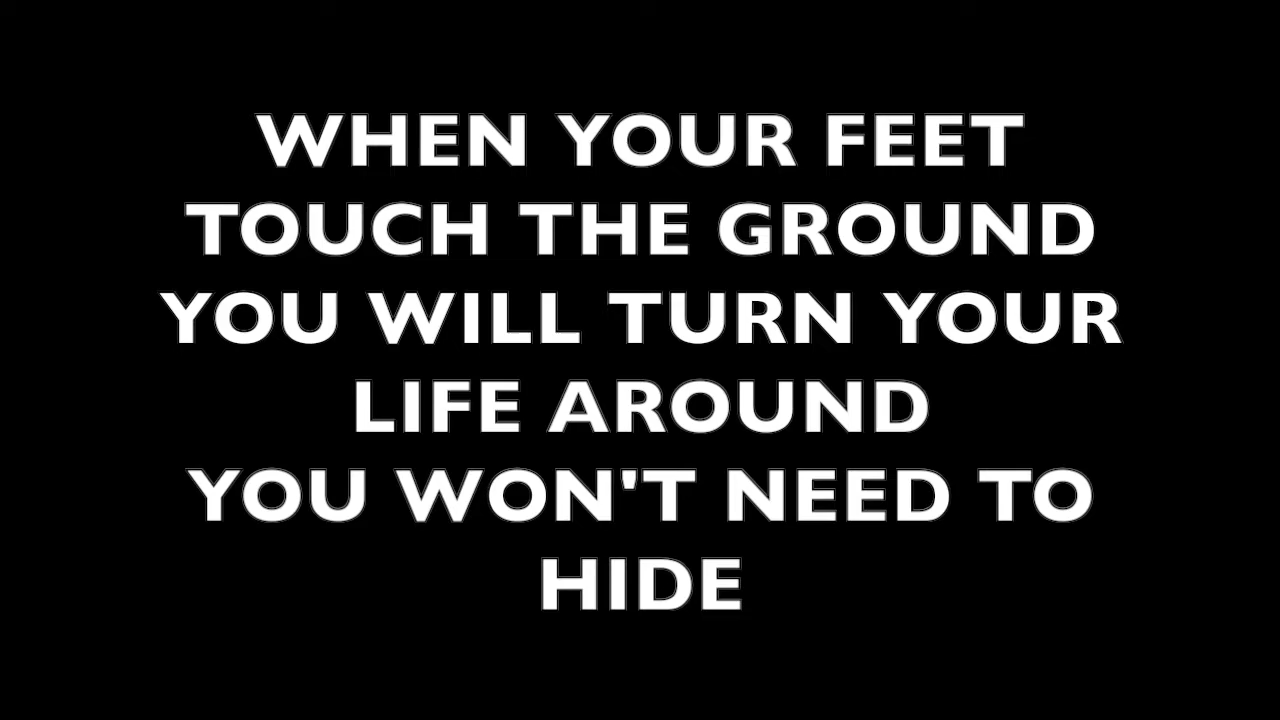 WHEN YOUR FEET
TOUCH THE GROUND
YOU WILL TURN YOUR
LIFE AROUND
YOU WON'T NEED TO
HIDE